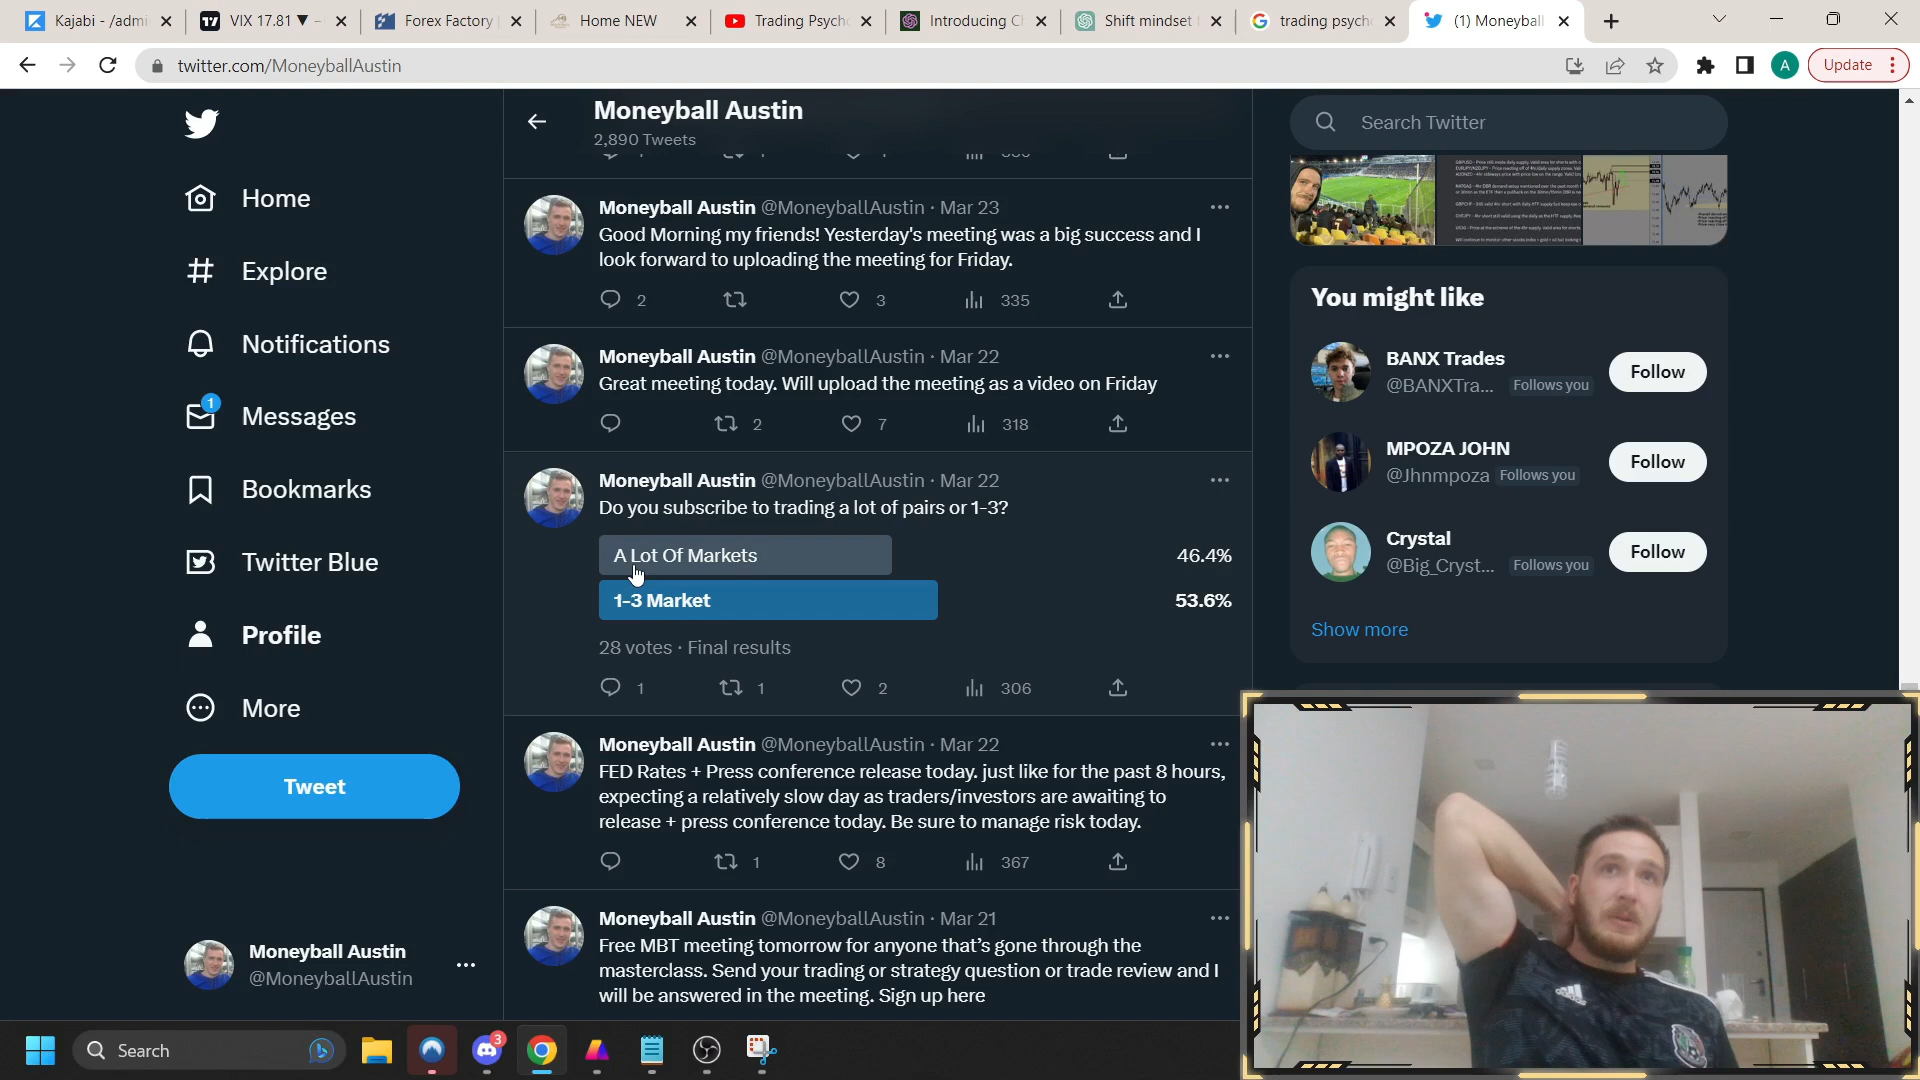 Kajabi - /admi
VIX 17.81 ▼ −
Forex Factory
Home NEW
Trading Psych
Introducing Ch
Shift mindset
trading psych
(1) Moneyball
twitter.com/MoneyballAustin
A
Update
Moneyball Austin
2,890 Tweets
Search Twitter
Home
Explore
Notifications
1
Messages
Bookmarks
Twitter Blue
Profile
More
Tweet
Moneyball Austin
@MoneyballAustin
Moneyball Austin @MoneyballAustin · Mar 23
Good Morning my friends! Yesterday's meeting was a big success and I
look forward to uploading the meeting for Friday.
2 3 335
Moneyball Austin @MoneyballAustin · Mar 22
Great meeting today. Will upload the meeting as a video on Friday
2 7 318
Moneyball Austin @MoneyballAustin · Mar 22
Do you subscribe to trading a lot of pairs or 1-3?
A Lot Of Markets 46.4%
1-3 Market 53.6%
28 votes · Final results
1 1 2 306
Moneyball Austin @MoneyballAustin · Mar 22
FED Rates + Press conference release today. just like for the past 8 hours,
expecting a relatively slow day as traders/investors are awaiting to
release + press conference today. Be sure to manage risk today.
1 8 367
Moneyball Austin @MoneyballAustin · Mar 21
Free MBT meeting tomorrow for anyone that's gone through the
masterclass. Send your trading or strategy question or trade review and I
will be answered in the meeting. Sign up here
You might like
BANX Trades
@BANXTra... Follows you
Follow
MPOZA JOHN
@Jhnmpoza Follows you
Follow
Crystal
@Big_Cryst... Follows you
Follow
Show more
Search
3
adidas